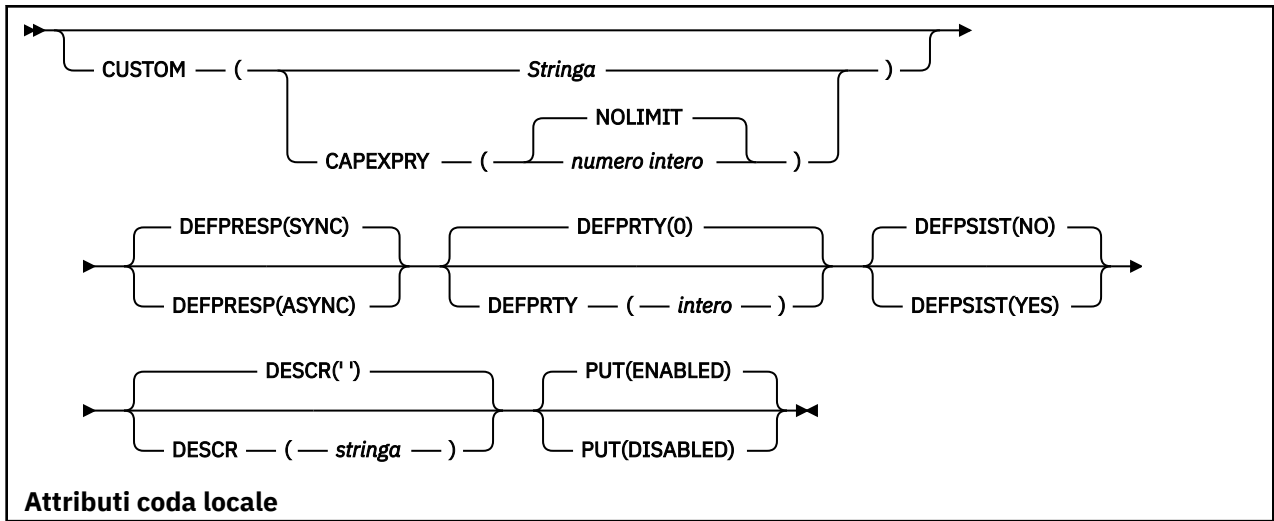 CUSTOM ( Stringa )
NOLIMIT
CAPEXPRY ( numero intero )
DEFPRESP(SYNC) DEFPRTY(0) DEFPSIST(NO)
DEFPRESP(ASYNC) DEFPRTY ( intero ) DEFPSIST(YES)
DESCR(' ') PUT(ENABLED)
DESCR ( stringa ) PUT(DISABLED)
Attributi coda locale